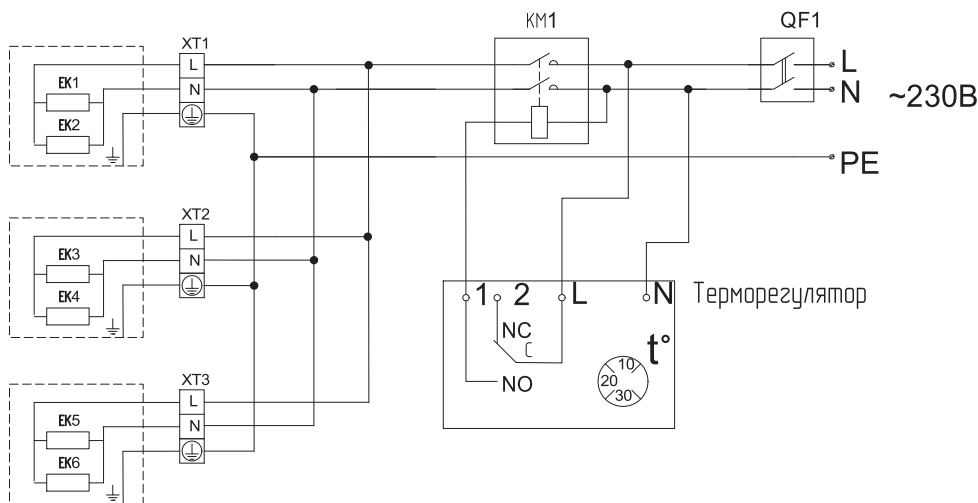 KM1
QF1
XT1
L
N
EK1
EK2
L
N
~230В
PE
XT2
L
N
EK3
EK4
1 2 L N
Терморегулятор
NC
C
NO
t°
10
20
30
XT3
L
N
EK5
EK6